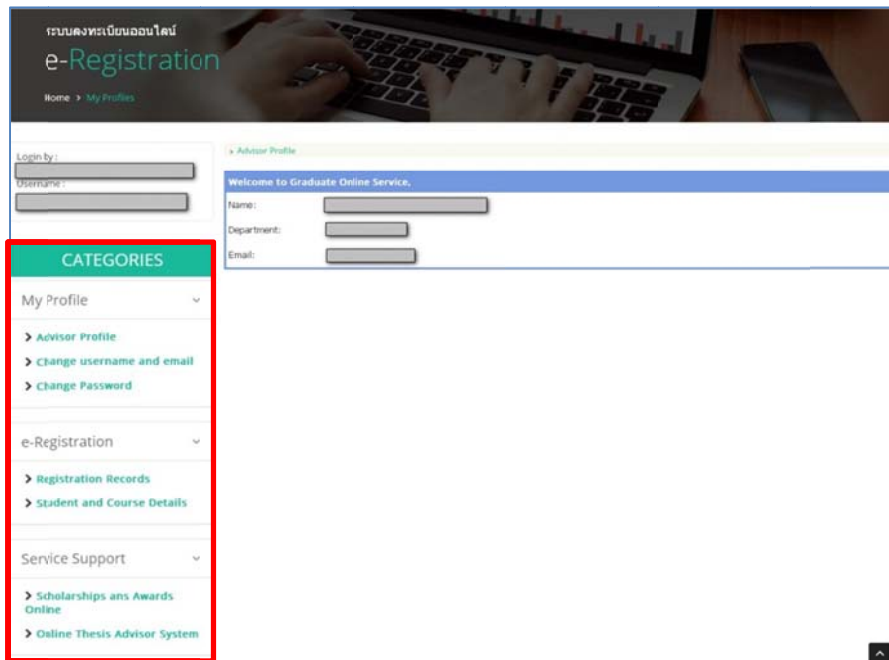 ระบบลงทะเบียนออนไลน์
e-Registration
Home > My Profiles
Login by :
Username :
› Advisor Profile
Welcome to Graduate Online Service,
Name:
Department:
Email:
CATEGORIES
My Profile
Advisor Profile
Change username and email
Change Password
e-Registration
Registration Records
Student and Course Details
Service Support
Scholarships ans Awards
Online
Online Thesis Advisor System